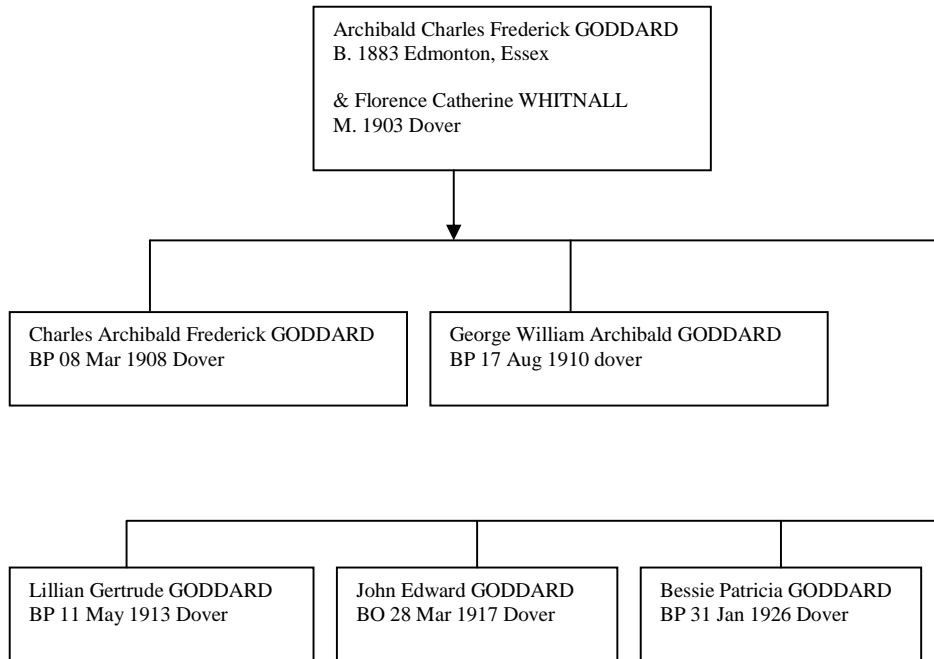 Archibald Charles Frederick GODDARD
B. 1883 Edmonton, Essex
& Florence Catherine WHITNALL
M. 1903 Dover
Charles Archibald Frederick GODDARD
BP 08 Mar 1908 Dover
George William Archibald GODDARD
BP 17 Aug 1910 dover
Lillian Gertrude GODDARD
BP 11 May 1913 Dover
John Edward GODDARD
BO 28 Mar 1917 Dover
Bessie Patricia GODDARD
BP 31 Jan 1926 Dover